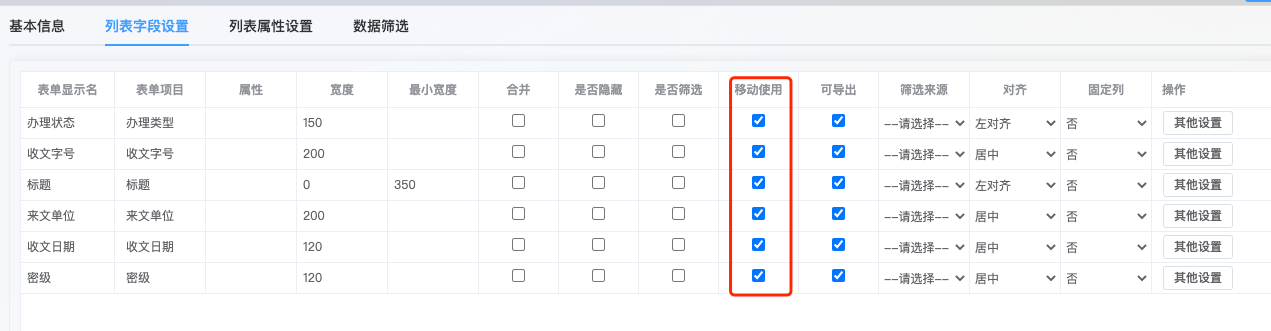 基本信息 列表字段设置 列表属性设置 数据筛选
表单显示名 表单项目 属性 宽度 最小宽度 合并 是否隐藏 是否筛选 移动使用 可导出 筛选来源 对齐 固定列 操作
办理状态 办理类型 150 --请选择-- 左对齐 否 其他设置
收文字号 收文字号 200 --请选择-- 居中 否 其他设置
标题 标题 0 350 --请选择-- 左对齐 否 其他设置
来文单位 来文单位 200 --请选择-- 居中 否 其他设置
收文日期 收文日期 120 --请选择-- 居中 否 其他设置
密级 密级 120 --请选择-- 居中 否 其他设置